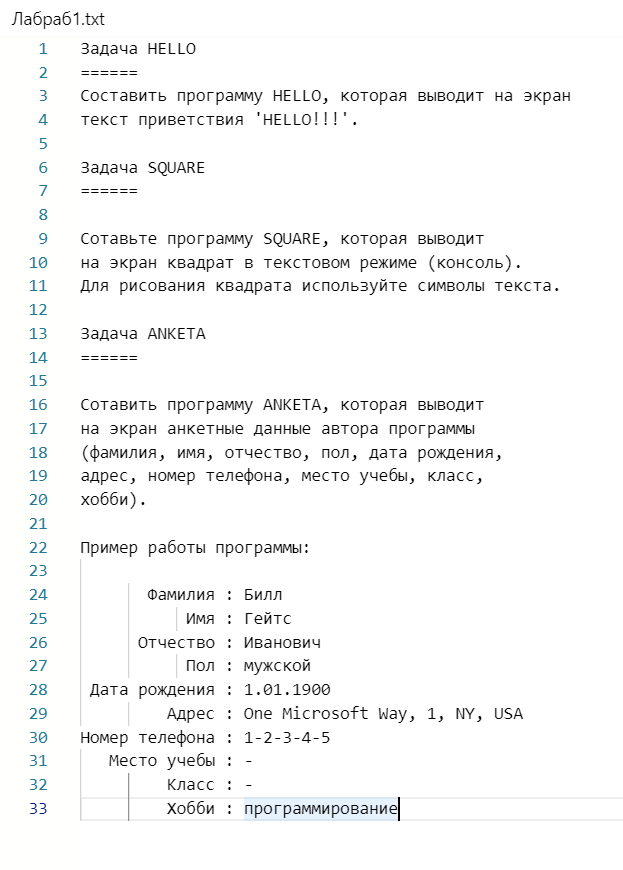 Лабраб1.txt
1 Задача HELLO
2 ======
3 Составить программу HELLO, которая выводит на экран
4 текст приветствия 'HELLO!!!'.
5
6 Задача SQUARE
7 ======
8
9 Сотавьте программу SQUARE, которая выводит
10 на экран квадрат в текстовом режиме (консоль).
11 Для рисования квадрата используйте символы текста.
12
13 Задача ANKETA
14 ======
15
16 Сотавить программу ANKETA, которая выводит
17 на экран анкетные данные автора программы
18 (фамилия, имя, отчество, пол, дата рождения,
19 адрес, номер телефона, место учебы, класс,
20 хобби).
21
22 Пример работы программы:
23
24 Фамилия : Билл
25 Имя : Гейтс
26 Отчество : Иванович
27 Пол : мужской
28 Дата рождения : 1.01.1900
29 Адрес : One Microsoft Way, 1, NY, USA
30 Номер телефона : 1-2-3-4-5
31 Место учебы : -
32 Класс : -
33 Хобби : программирование